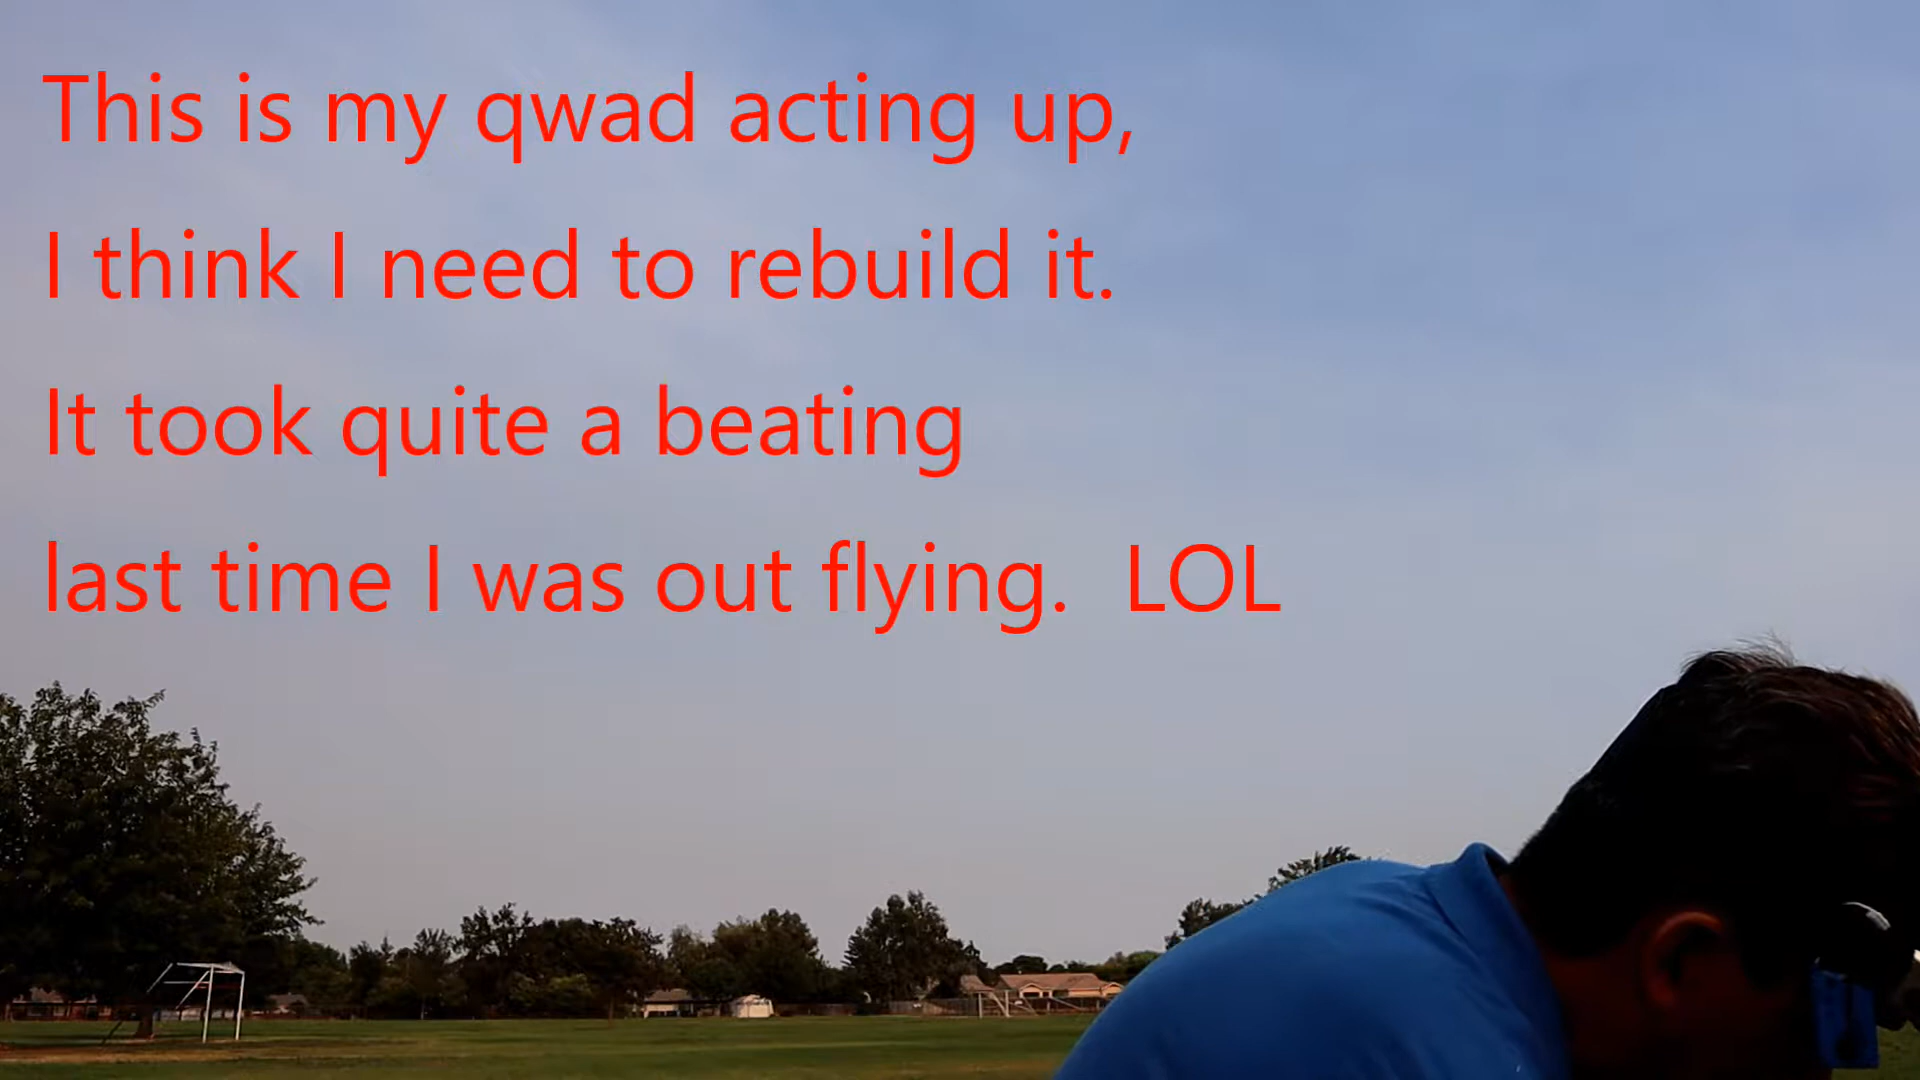 This is my qwad acting up,
I think I need to rebuild it.
It took quite a beating
last time I was out flying.  LOL